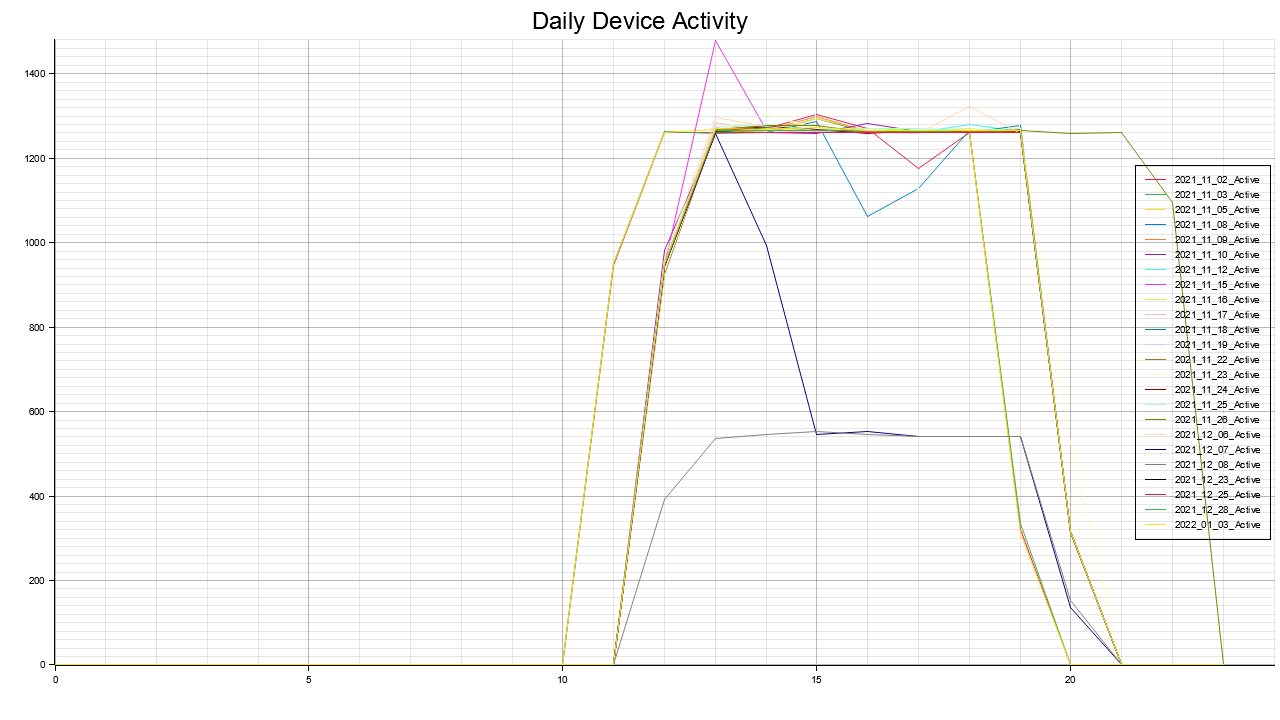 Daily Device Activity
1400
1200
1000
800
600
400
200
0
0
5
10
15
20
2021_11_02_Active
2021_11_03_Active
2021_11_05_Active
2021_11_08_Active
2021_11_09_Active
2021_11_10_Active
2021_11_12_Active
2021_11_15_Active
2021_11_16_Active
2021_11_17_Active
2021_11_18_Active
2021_11_19_Active
2021_11_22_Active
2021_11_23_Active
2021_11_24_Active
2021_11_25_Active
2021_11_26_Active
2021_12_06_Active
2021_12_07_Active
2021_12_08_Active
2021_12_23_Active
2021_12_25_Active
2021_12_28_Active
2022_01_03_Active